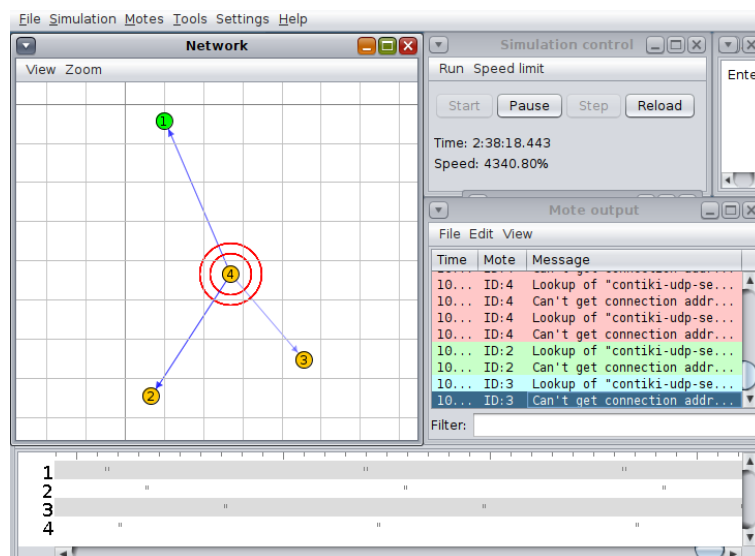 File Simulation Motes Tools Settings Help
Network
View Zoom
1
4
3
2
Simulation control
Run Speed limit
Start Pause Step Reload
Time: 2:38:18.443
Speed: 4340.80%
Ente
Mote output
File Edit View
Time Mote Message
10... ID:4 Lookup of "contiki-udp-se...
10... ID:4 Can't get connection addr...
10... ID:4 Lookup of "contiki-udp-se...
10... ID:4 Can't get connection addr...
10... ID:2 Lookup of "contiki-udp-se...
10... ID:2 Can't get connection addr...
10... ID:3 Lookup of "contiki-udp-se...
10... ID:3 Can't get connection addr...
Filter:
1
2
3
4